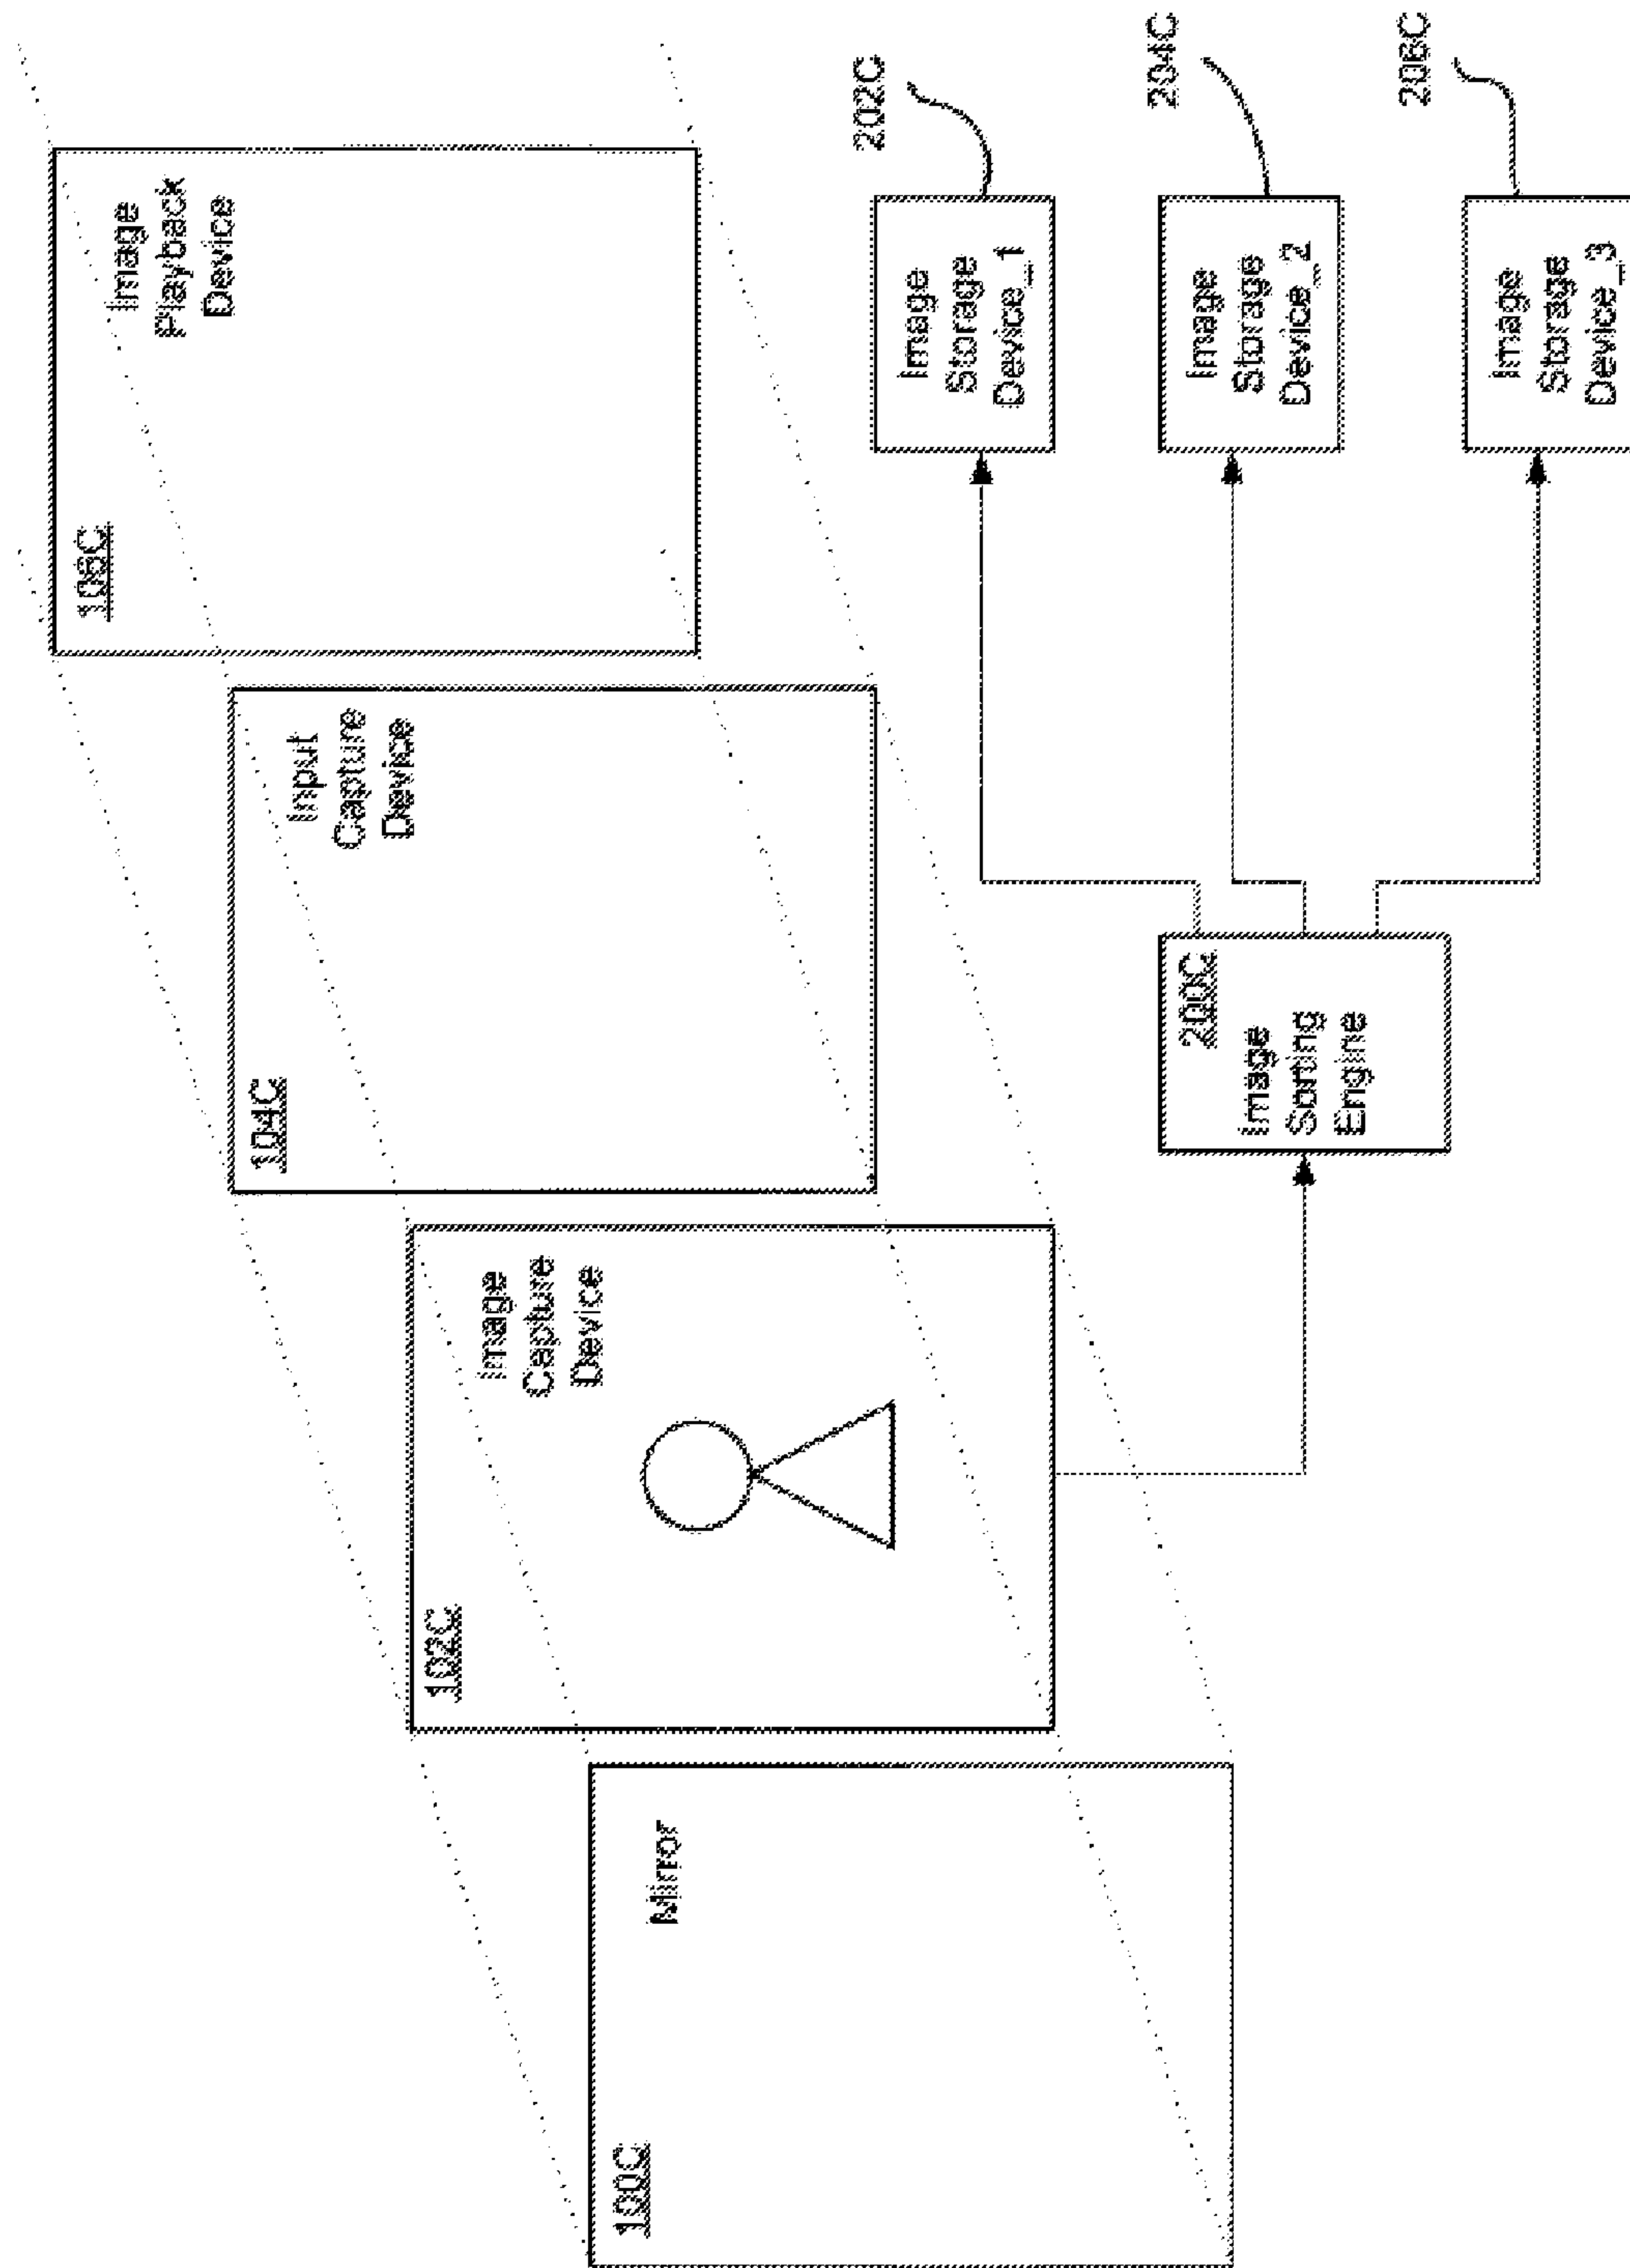 100C
Mirror
102C
Image
Capture
Device
104C
Input
Capture
Device
106C
Image
Playback
Device
200C
Image
Sorting
Engine
Image
Storage
Device_1
202C
Image
Storage
Device_2
204C
Image
Storage
Device_3
206C